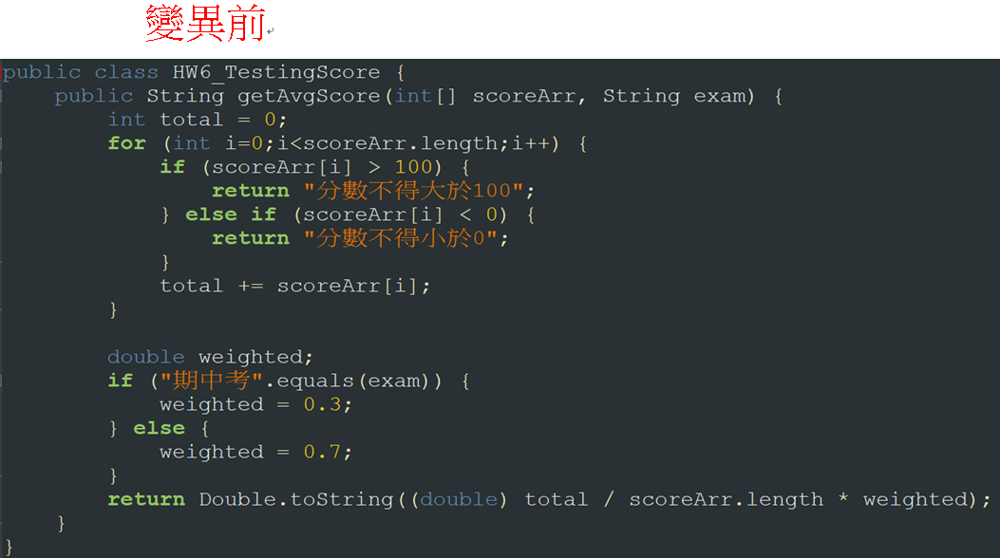 變異前
public class HW6_TestingScore {
    public String getAvgScore(int[] scoreArr, String exam) {
        int total = 0;
        for (int i=0;i<scoreArr.length;i++) {
            if (scoreArr[i] > 100) {
                return "分數不得大於100";
            } else if (scoreArr[i] < 0) {
                return "分數不得小於0";
            }
            total += scoreArr[i];
        }

        double weighted;
        if ("期中考".equals(exam)) {
            weighted = 0.3;
        } else {
            weighted = 0.7;
        }
        return Double.toString((double) total / scoreArr.length * weighted);
    }
}